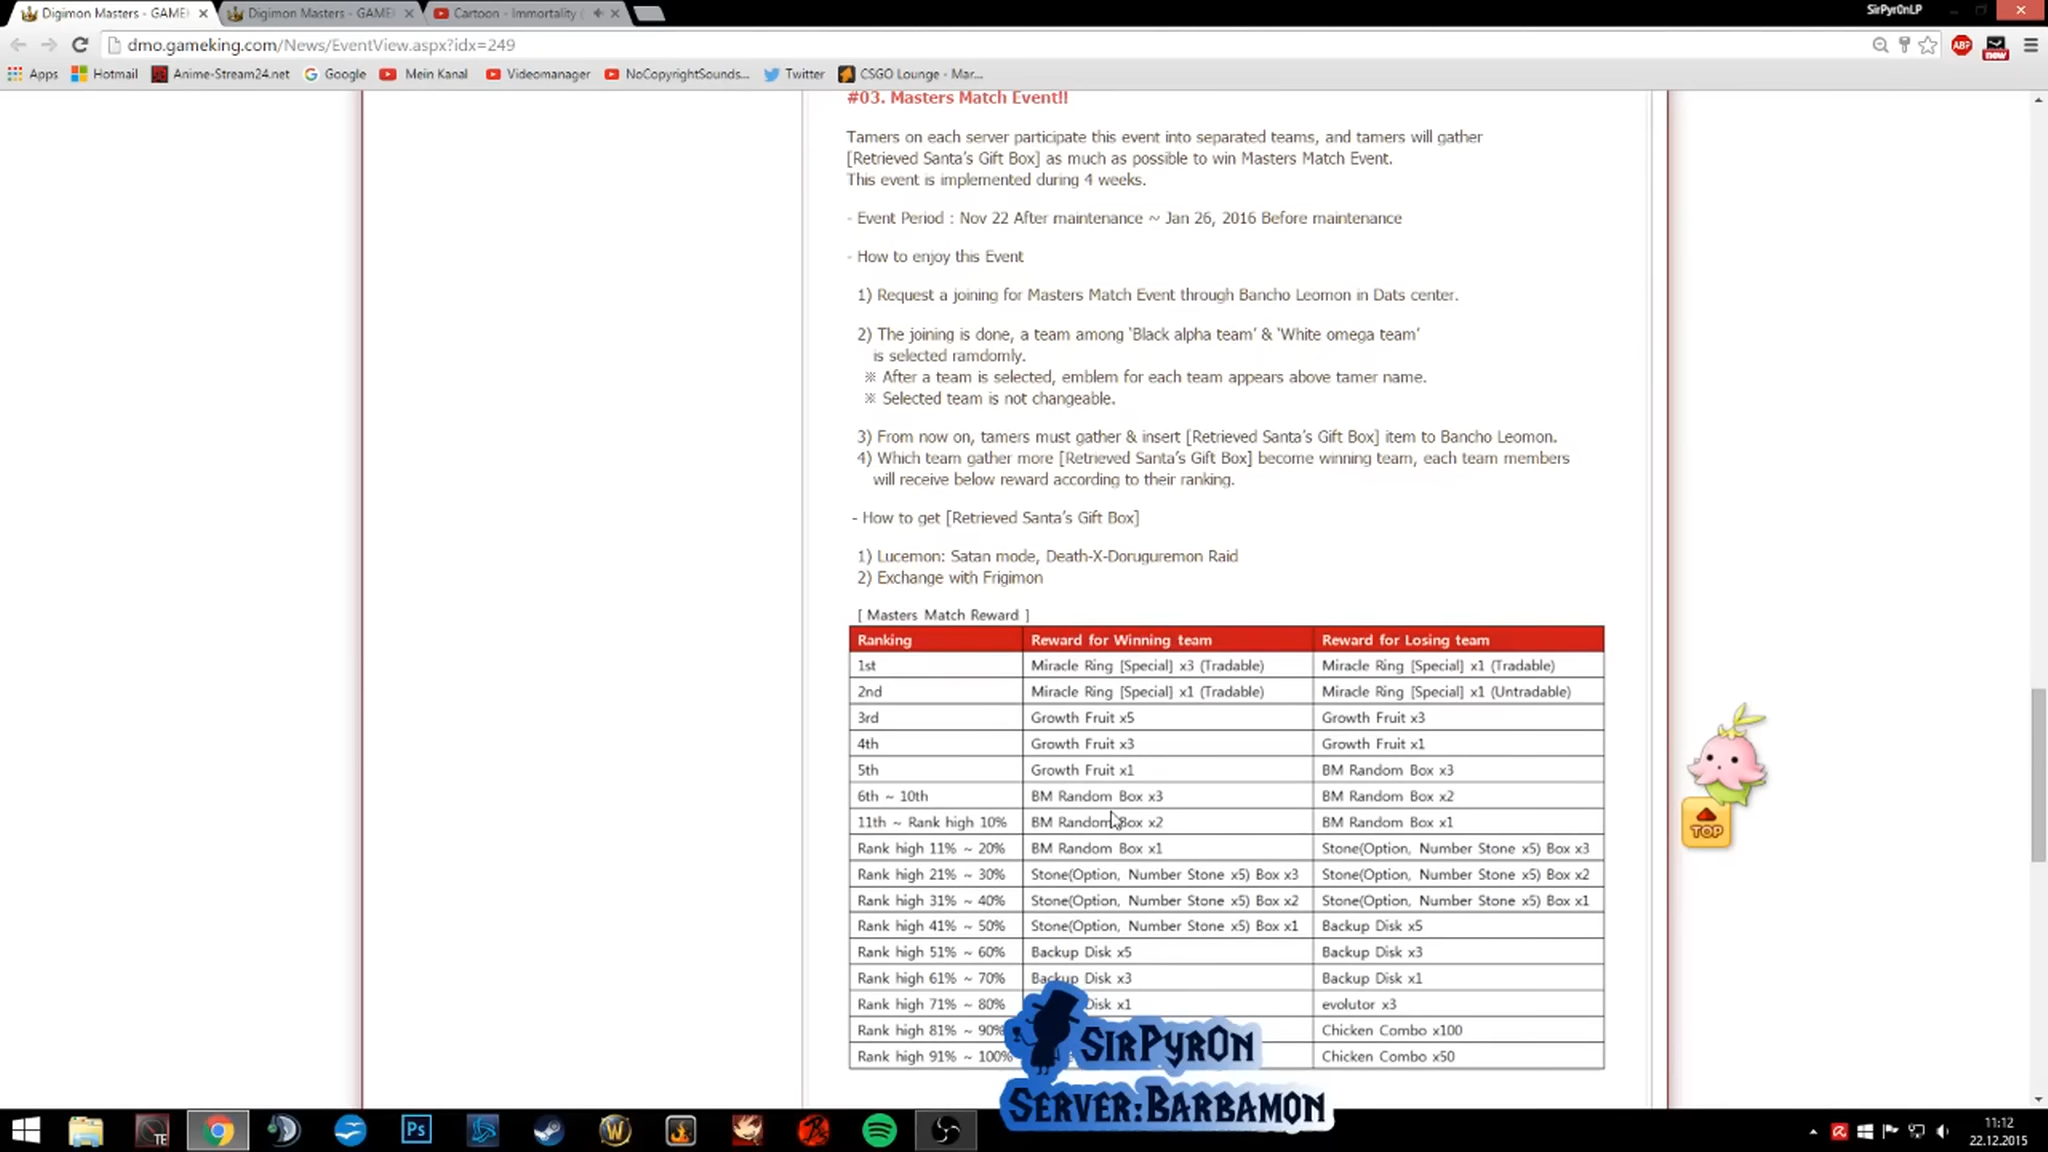 Digimon Masters - GAME
Digimon Masters - GAME
Cartoon - Immortality (
SirPyr0nLP
dmo.gameking.com/News/EventView.aspx?idx=249
ABP
new
Apps
Hotmail
Anime-Stream24.net
Google
Mein Kanal
Videomanager
NoCopyrightSounds...
Twitter
CSGO Lounge - Mar...
#03. Masters Match Event!!
Tamers on each server participate this event into separated teams, and tamers will gather
[Retrieved Santa's Gift Box] as much as possible to win Masters Match Event.
This event is implemented during 4 weeks.
- Event Period : Nov 22 After maintenance ~ Jan 26, 2016 Before maintenance
- How to enjoy this Event
1) Request a joining for Masters Match Event through Bancho Leomon in Dats center.
2) The joining is done, a team among 'Black alpha team' & 'White omega team'
is selected ramdomly.
※ After a team is selected, emblem for each team appears above tamer name.
※ Selected team is not changeable.
3) From now on, tamers must gather & insert [Retrieved Santa's Gift Box] item to Bancho Leomon.
4) Which team gather more [Retrieved Santa's Gift Box] become winning team, each team members
will receive below reward according to their ranking.
- How to get [Retrieved Santa's Gift Box]
1) Lucemon: Satan mode, Death-X-Doruguremon Raid
2) Exchange with Frigimon
[ Masters Match Reward ]
Ranking Reward for Winning team Reward for Losing team
1st Miracle Ring [Special] x3 (Tradable) Miracle Ring [Special] x1 (Tradable)
2nd Miracle Ring [Special] x1 (Tradable) Miracle Ring [Special] x1 (Untradable)
3rd Growth Fruit x5 Growth Fruit x3
4th Growth Fruit x3 Growth Fruit x1
5th Growth Fruit x1 BM Random Box x3
6th ~ 10th BM Random Box x3 BM Random Box x2
11th ~ Rank high 10% BM Random Box x2 BM Random Box x1
Rank high 11% ~ 20% BM Random Box x1 Stone(Option, Number Stone x5) Box x3
Rank high 21% ~ 30% Stone(Option, Number Stone x5) Box x3 Stone(Option, Number Stone x5) Box x2
Rank high 31% ~ 40% Stone(Option, Number Stone x5) Box x2 Stone(Option, Number Stone x5) Box x1
Rank high 41% ~ 50% Stone(Option, Number Stone x5) Box x1 Backup Disk x5
Rank high 51% ~ 60% Backup Disk x5 Backup Disk x3
Rank high 61% ~ 70% Backup Disk x3 Backup Disk x1
Rank high 71% ~ 80% Disk x1 evolutor x3
Rank high 81% ~ 90% Chicken Combo x100
Rank high 91% ~ 100% Chicken Combo x50
TOP
SirPyr0n
Server:Barbamon
TE
Ps
W
11:12
22.12.2015